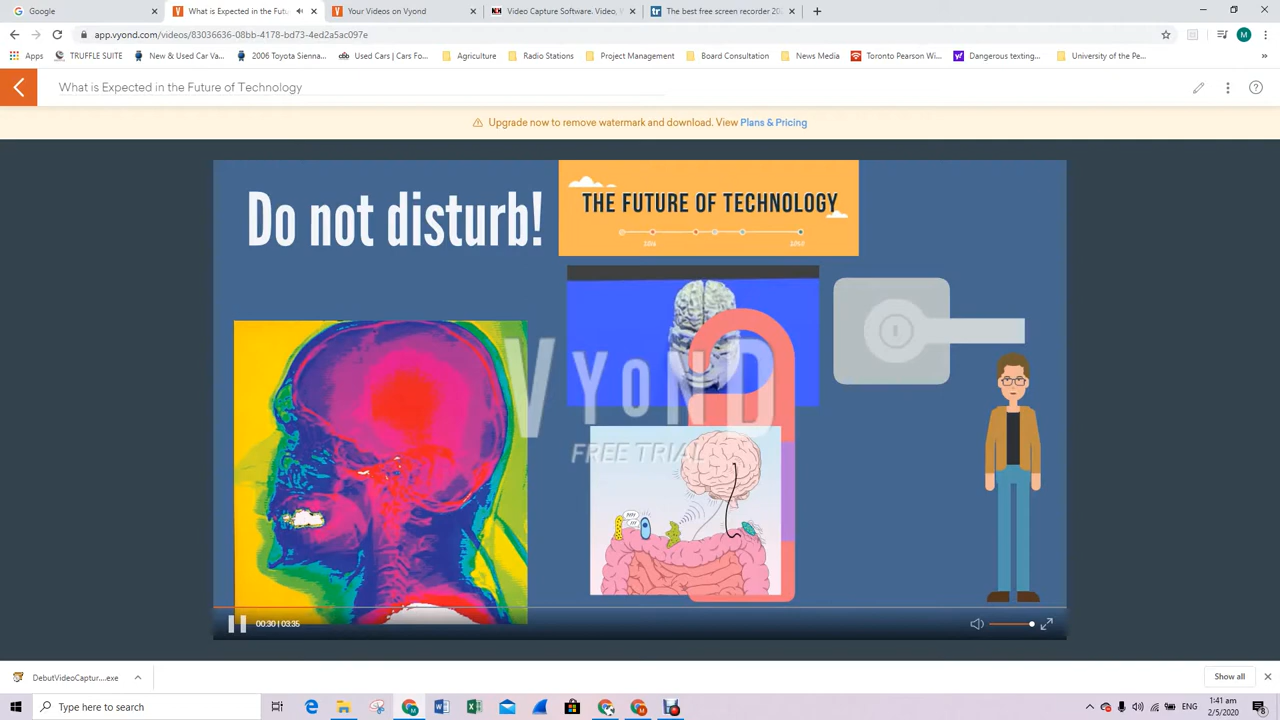 Google
What is Expected in the Futu
Your Videos on Vyond
Video Capture Software. Video, V
The best free screen recorder 202
app.vyond.com/videos/83036636-08bb-4178-bd73-4ed2a5ac097e
M
Apps
TRUFFLE SUITE
New & Used Car Va...
2006 Toyota Sienna...
Used Cars | Cars Fo...
Agriculture
Radio Stations
Project Management
Board Consultation
News Media
Toronto Pearson Wi...
Dangerous texting...
University of the Pe...
What is Expected in the Future of Technology
Upgrade now to remove watermark and download. View Plans & Pricing
Do not disturb!
THE FUTURE OF TECHNOLOGY
VYOND
FREE TRIAL
00:30 | 03:35
DebutVideoCaptur....exe
Show all
Type here to search
1:41 am
2/5/2020